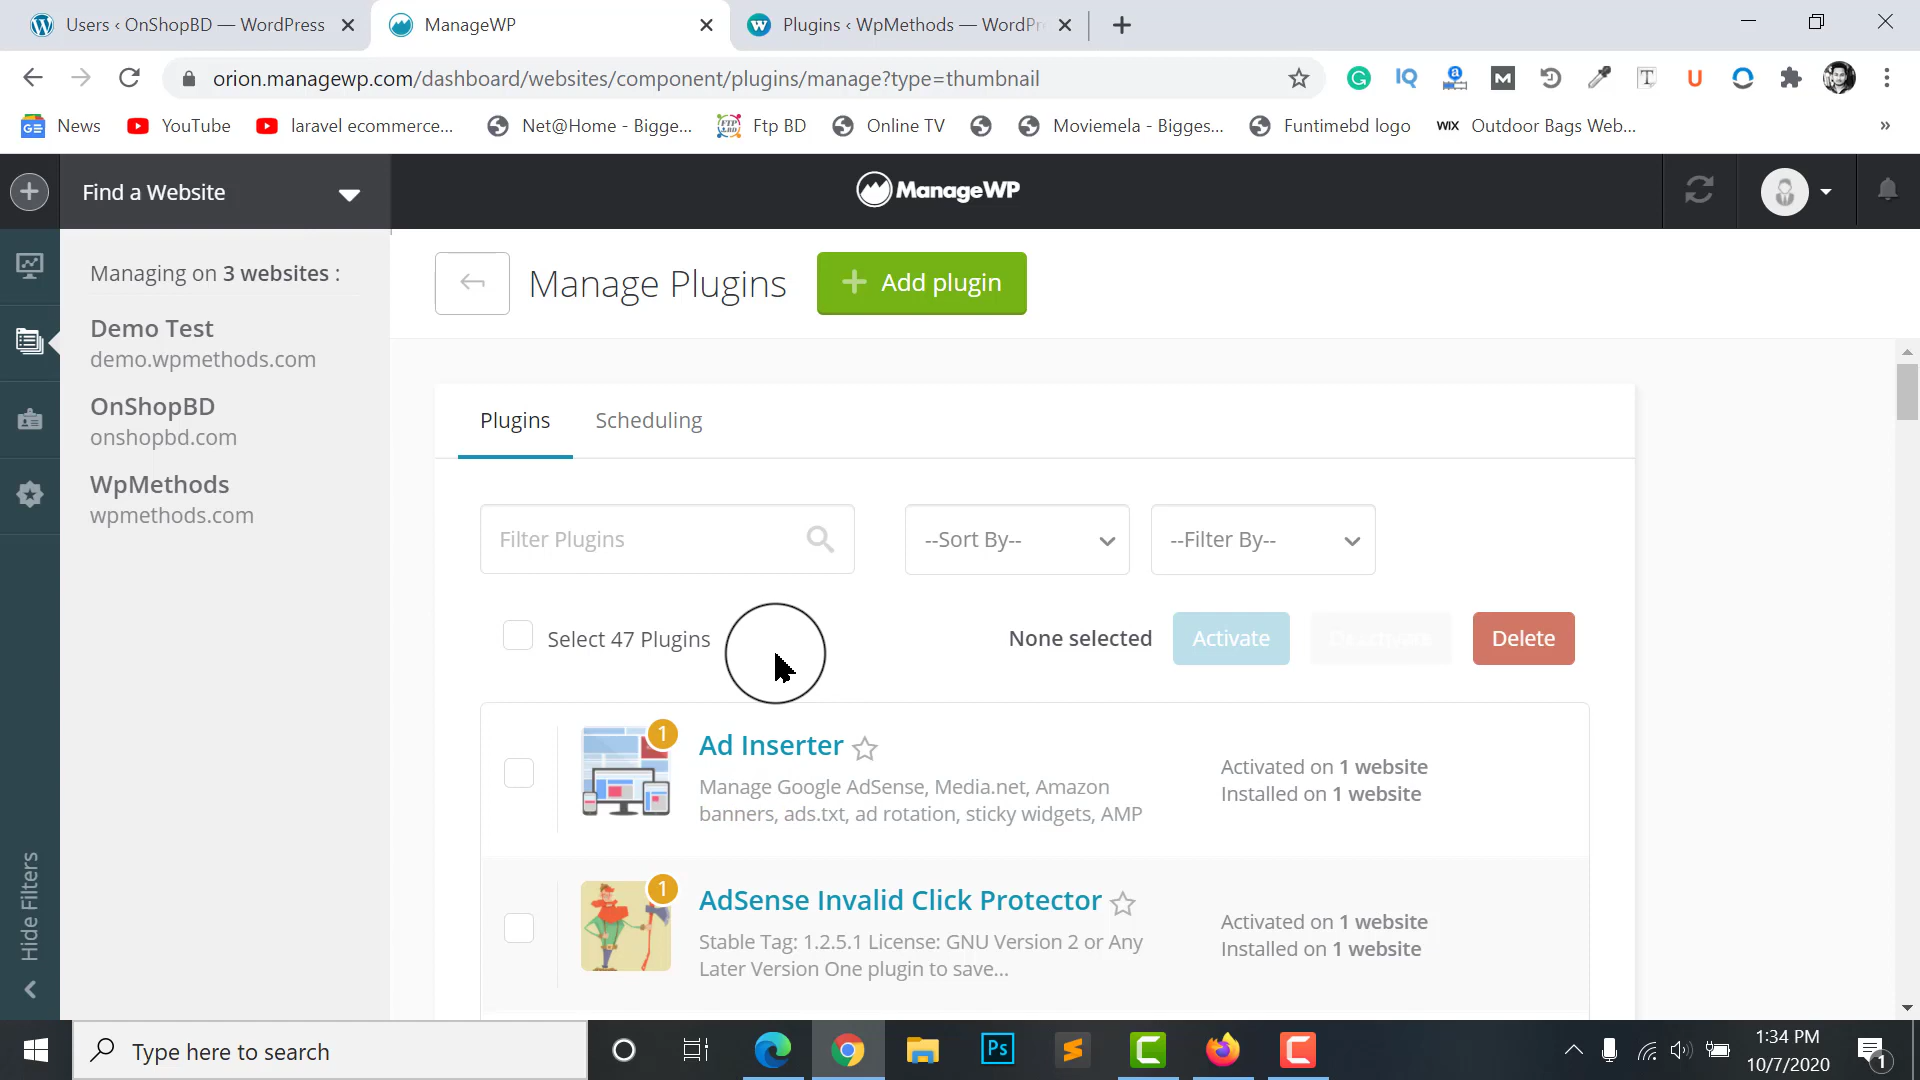 Users ‹ OnShopBD — WordPress
ManageWP
Plugins ‹ WpMethods — WordPr
orion.managewp.com/dashboard/websites/component/plugins/manage?type=thumbnail
News
YouTube
laravel ecommerce...
Net@Home - Bigge...
Ftp BD
Online TV
Moviemela - Bigges...
Funtimebd logo
WIX Outdoor Bags Web...
»
Find a Website
ManageWP
Managing on 3 websites :
Manage Plugins
Add plugin
Demo Test
demo.wpmethods.com
OnShopBD
onshopbd.com
WpMethods
wpmethods.com
Plugins
Scheduling
Filter Plugins
--Sort By--
--Filter By--
Select 47 Plugins
None selected
Activate
Deactivate
Delete
1
Ad Inserter
Manage Google AdSense, Media.net, Amazon
banners, ads.txt, ad rotation, sticky widgets, AMP
Activated on 1 website
Installed on 1 website
1
AdSense Invalid Click Protector
Stable Tag: 1.2.5.1 License: GNU Version 2 or Any
Later Version One plugin to save...
Activated on 1 website
Installed on 1 website
Hide Filters
Type here to search
Ps
1:34 PM
10/7/2020
1